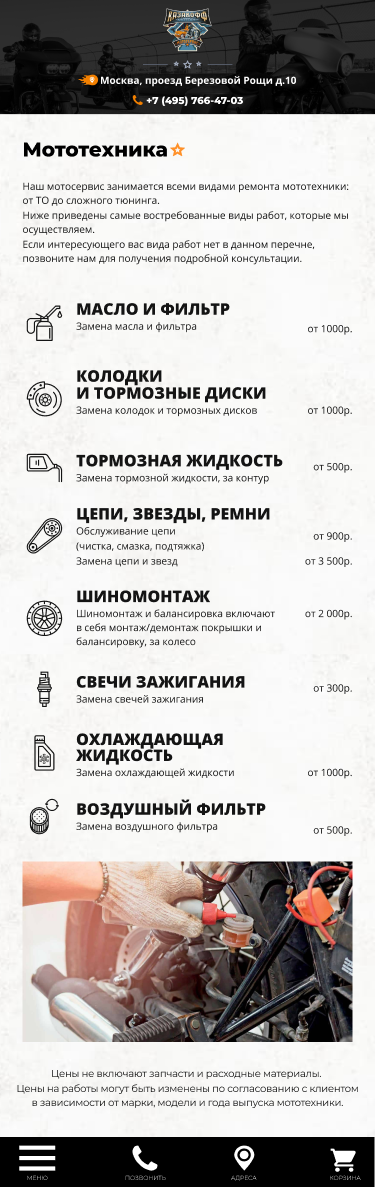 КАЗАНОФФ
Москва, проезд Березовой Рощи д.10
+7 (495) 766-47-03
Мототехника
Наш мотосервис занимается всеми видами ремонта мототехники:
от ТО до сложного тюнинга.
Ниже приведены самые востребованные виды работ, которые мы
осуществляем.
Если интересующего вас вида работ нет в данном перечне,
позвоните нам для получения подробной консультации.
МАСЛО И ФИЛЬТР
Замена масла и фильтра
от 1000р.
КОЛОДКИ
И ТОРМОЗНЫЕ ДИСКИ
Замена колодок и тормозных дисков
от 1000р.
ТОРМОЗНАЯ ЖИДКОСТЬ
Замена тормозной жидкости, за контур
от 500р.
ЦЕПИ, ЗВЕЗДЫ, РЕМНИ
Обслуживание цепи
(чистка, смазка, подтяжка)
от 900р.
Замена цепи и звезд
от 3 500р.
ШИНОМОНТАЖ
Шиномонтаж и балансировка включают
в себя монтаж/демонтаж покрышки и
балансировку, за колесо
от 2 000р.
СВЕЧИ ЗАЖИГАНИЯ
Замена свечей зажигания
от 300р.
ОХЛАЖДАЮЩАЯ
ЖИДКОСТЬ
Замена охлаждающей жидкости
от 1000р.
ВОЗДУШНЫЙ ФИЛЬТР
Замена воздушного фильтра
от 500р.
Цены не включают запчасти и расходные материалы.
Цены на работы могут быть изменены по согласованию с клиентом
в зависимости от марки, модели и года выпуска мототехники.
МЕНЮ
ПОЗВОНИТЬ
АДРЕСА
КОРЗИНА